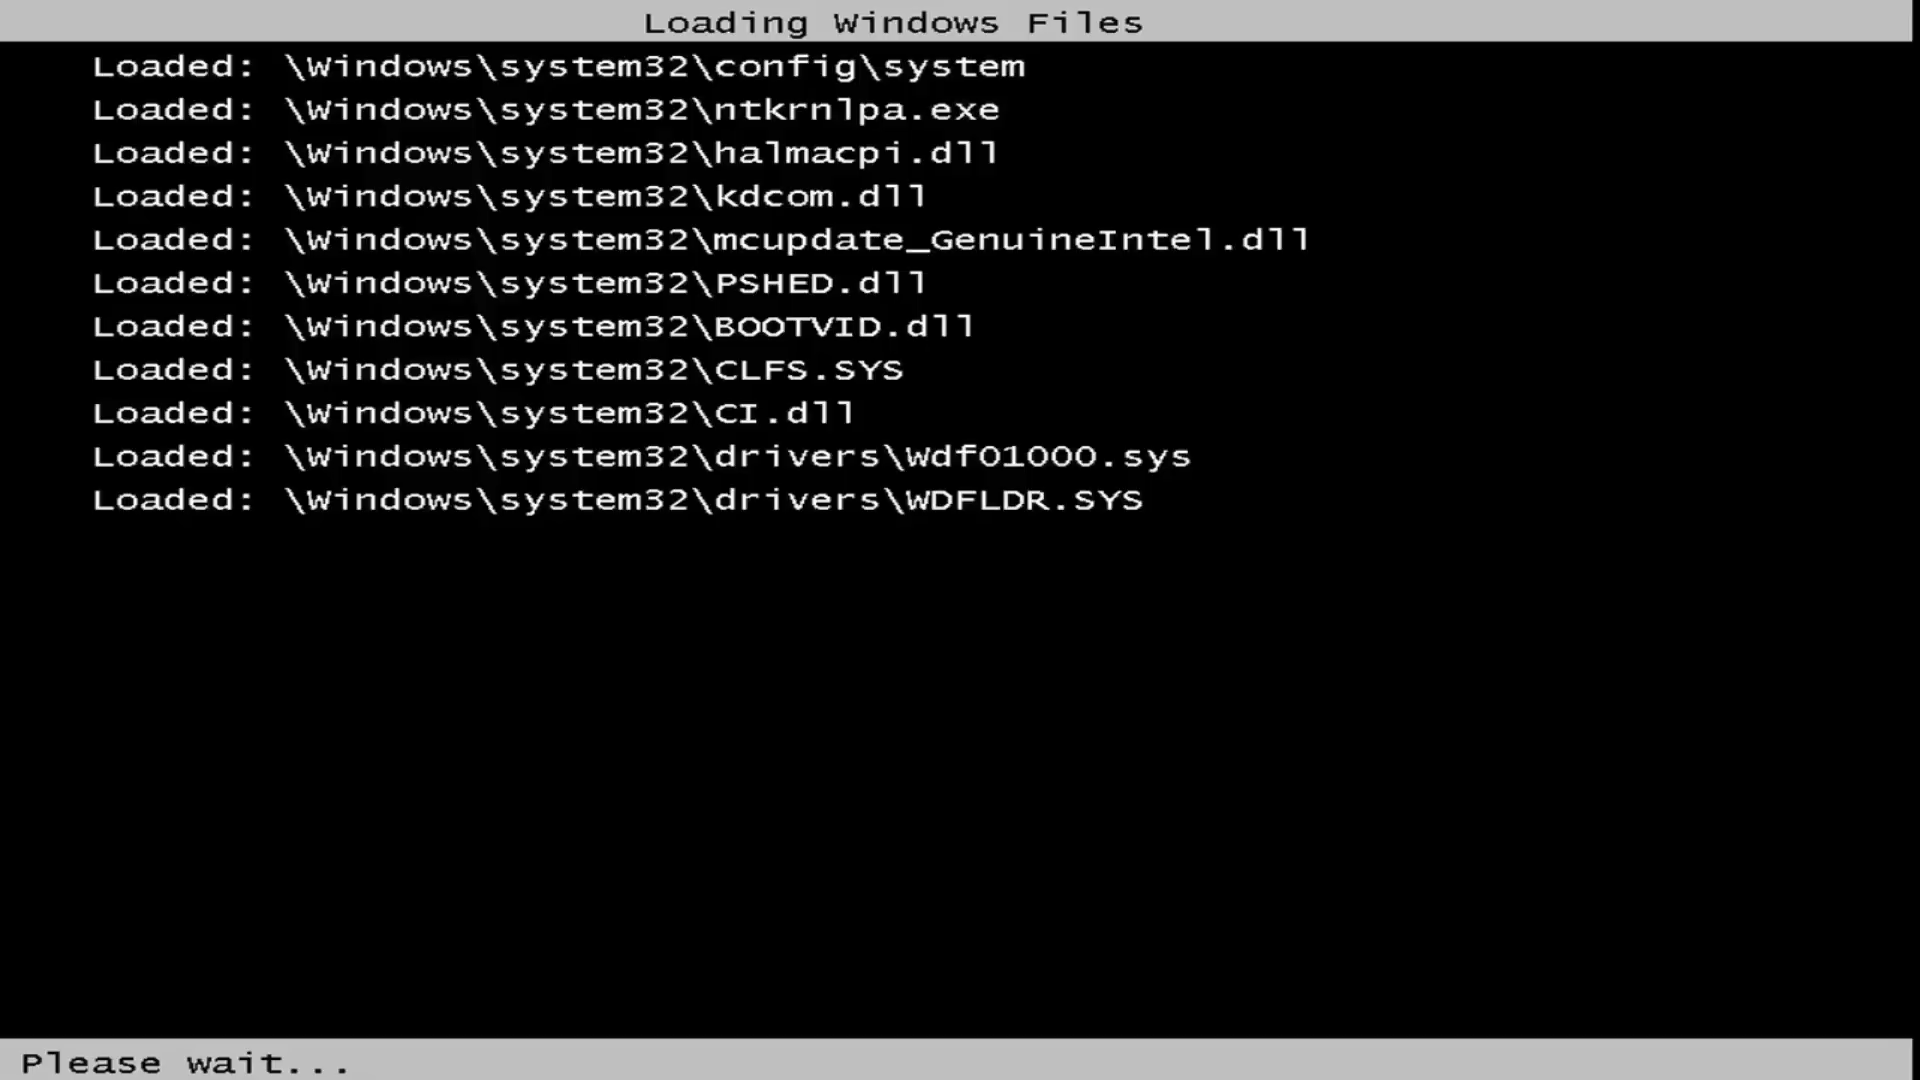 Loading Windows Files
Loaded: \Windows\system32\config\system
Loaded: \Windows\system32\ntkrnlpa.exe
Loaded: \Windows\system32\halmacpi.dll
Loaded: \Windows\system32\kdcom.dll
Loaded: \Windows\system32\mcupdate_GenuineIntel.dll
Loaded: \Windows\system32\PSHED.dll
Loaded: \Windows\system32\BOOTVID.dll
Loaded: \Windows\system32\CLFS.SYS
Loaded: \Windows\system32\CI.dll
Loaded: \Windows\system32\drivers\Wdf01000.sys
Loaded: \Windows\system32\drivers\WDFLDR.SYS
Please wait...